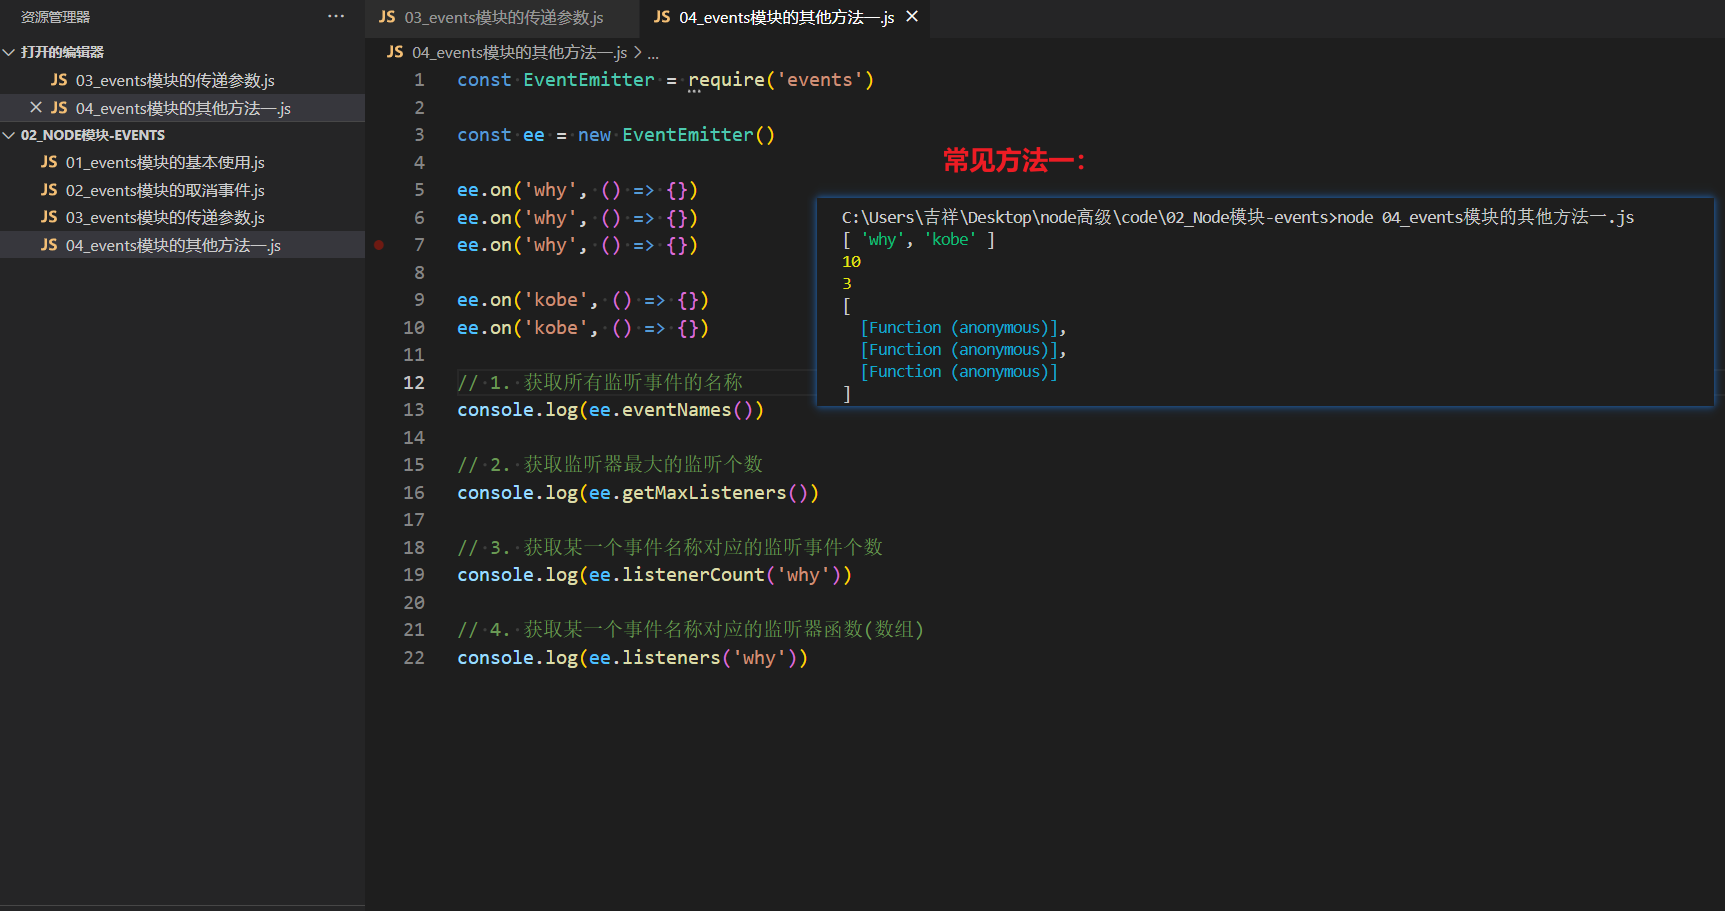 资源管理器
打开的编辑器
JS 03_events模块的传递参数.js
JS 04_events模块的其他方法一.js
02_NODE模块-EVENTS
JS 01_events模块的基本使用.js
JS 02_events模块的取消事件.js
JS 03_events模块的传递参数.js
JS 04_events模块的其他方法一.js
JS 03_events模块的传递参数.js
JS 04_events模块的其他方法一.js
JS 04_events模块的其他方法一.js > ...
1 const EventEmitter = require('events')
2
3 const ee = new EventEmitter()
4
5 ee.on('why', () => {})
6 ee.on('why', () => {})
7 ee.on('why', () => {})
8
9 ee.on('kobe', () => {})
10 ee.on('kobe', () => {})
11
12 // 1. 获取所有监听事件的名称
13 console.log(ee.eventNames())
14
15 // 2. 获取监听器最大的监听个数
16 console.log(ee.getMaxListeners())
17
18 // 3. 获取某一个事件名称对应的监听事件个数
19 console.log(ee.listenerCount('why'))
20
21 // 4. 获取某一个事件名称对应的监听器函数(数组)
22 console.log(ee.listeners('why'))
常见方法一：
C:\Users\吉祥\Desktop\node高级\code\02_Node模块-events>node 04_events模块的其他方法一.js
[ 'why', 'kobe' ]
10
3
[
[Function (anonymous)],
[Function (anonymous)],
[Function (anonymous)]
]